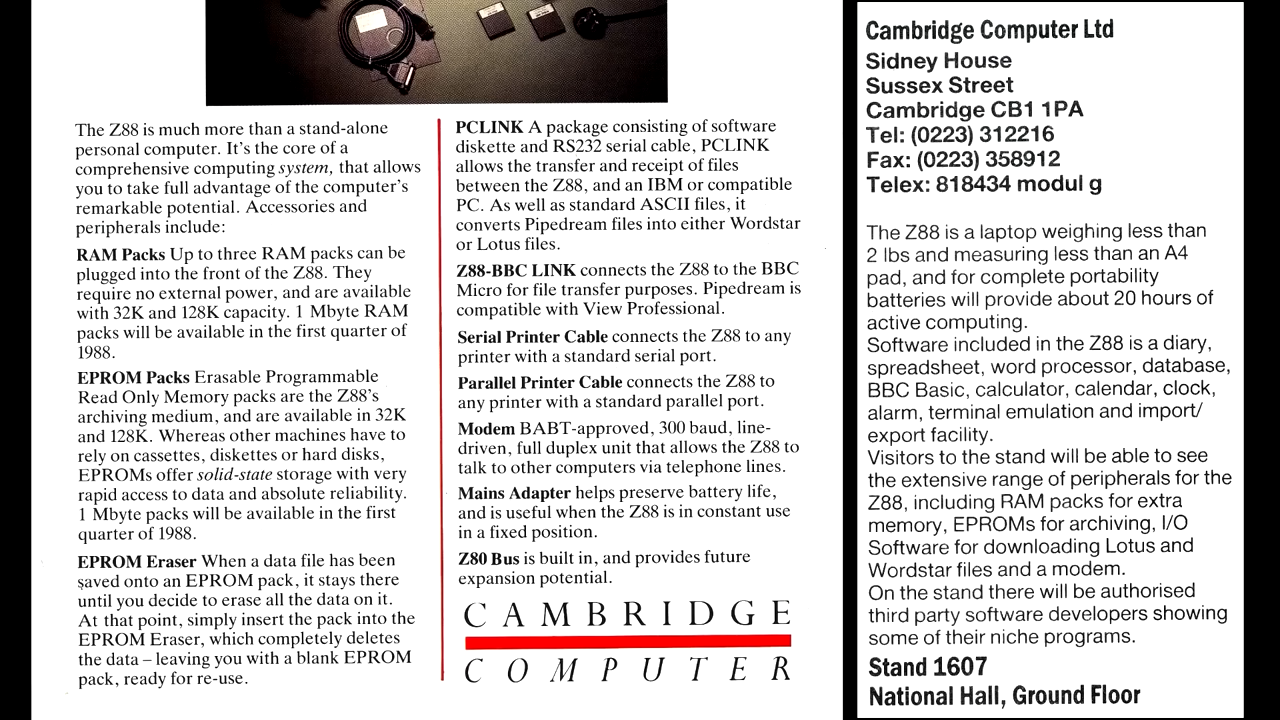 The Z88 is much more than a stand-alone
personal computer. It's the core of a
comprehensive computing system, that allows
you to take full advantage of the computer's
remarkable potential. Accessories and
peripherals include:
RAM Packs Up to three RAM packs can be
plugged into the front of the Z88. They
require no external power, and are available
with 32K and 128K capacity. 1 Mbyte RAM
packs will be available in the first quarter of
1988.
EPROM Packs Erasable Programmable
Read Only Memory packs are the Z88's
archiving medium, and are available in 32K
and 128K. Whereas other machines have to
rely on cassettes, diskettes or hard disks,
EPROMs offer solid-state storage with very
rapid access to data and absolute reliability.
1 Mbyte packs will be available in the first
quarter of 1988.
EPROM Eraser When a data file has been
saved onto an EPROM pack, it stays there
until you decide to erase all the data on it.
At that point, simply insert the pack into the
EPROM Eraser, which completely deletes
the data – leaving you with a blank EPROM
pack, ready for re-use.
PCLINK A package consisting of software
diskette and RS232 serial cable, PCLINK
allows the transfer and receipt of files
between the Z88, and an IBM or compatible
PC. As well as standard ASCII files, it
converts Pipedream files into either Wordstar
or Lotus files.
Z88-BBC LINK connects the Z88 to the BBC
Micro for file transfer purposes. Pipedream is
compatible with View Professional.
Serial Printer Cable connects the Z88 to any
printer with a standard serial port.
Parallel Printer Cable connects the Z88 to
any printer with a standard parallel port.
Modem BABT-approved, 300 baud, line-
driven, full duplex unit that allows the Z88 to
talk to other computers via telephone lines.
Mains Adapter helps preserve battery life,
and is useful when the Z88 is in constant use
in a fixed position.
Z80 Bus is built in, and provides future
expansion potential.
CAMBRIDGE
COMPUTER
Cambridge Computer Ltd
Sidney House
Sussex Street
Cambridge CB1 1PA
Tel: (0223) 312216
Fax: (0223) 358912
Telex: 818434 modul g
The Z88 is a laptop weighing less than
2 lbs and measuring less than an A4
pad, and for complete portability
batteries will provide about 20 hours of
active computing.
Software included in the Z88 is a diary,
spreadsheet, word processor, database,
BBC Basic, calculator, calendar, clock,
alarm, terminal emulation and import/
export facility.
Visitors to the stand will be able to see
the extensive range of peripherals for the
Z88, including RAM packs for extra
memory, EPROMs for archiving, I/O
Software for downloading Lotus and
Wordstar files and a modem.
On the stand there will be authorised
third party software developers showing
some of their niche programs.
Stand 1607
National Hall, Ground Floor